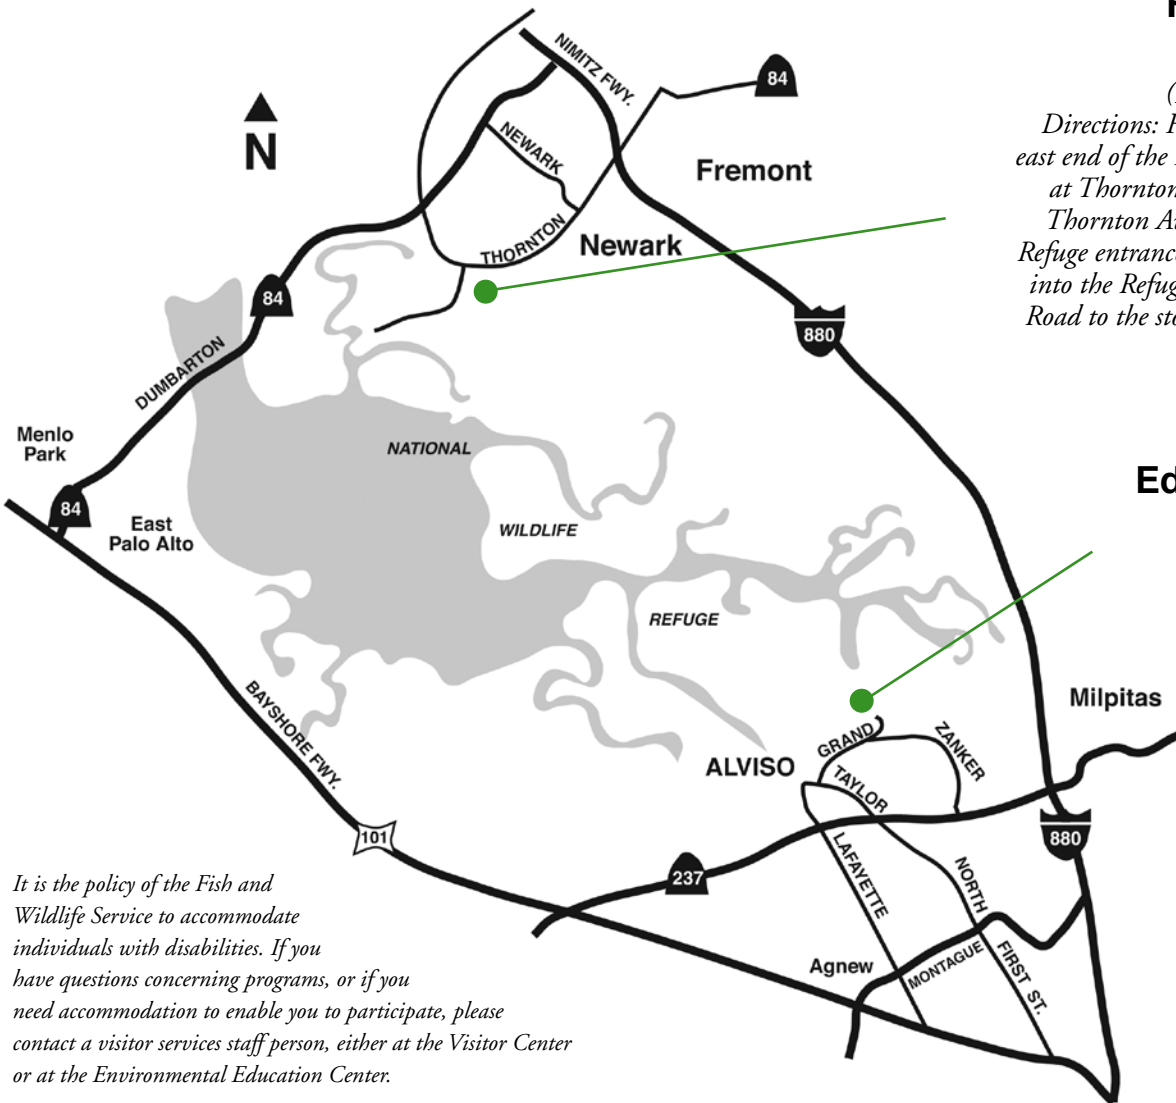 NIMITZ FWY.
84
N
NEWARK
Fremont
Directions:
east end of the
at Thornton
THORNTON
Newark
Thornton
Refuge entrance
84
into the Refuge
880
Road to the
DUMBARTON
Menlo
Park
NATIONAL
Ed
84
East
Palo Alto
WILDLIFE
REFUGE
BAYSHORE FWY.
Milpitas
GRAND
ZANKER
ALVISO
TAYLOR
101
880
LAFAYETTE
237
NORTH
FIRST ST.
Agnew
MONTAGUE
It is the policy of the Fish and
Wildlife Service to accommodate
individuals with disabilities. If you
have questions concerning programs, or if you
need accommodation to enable you to participate, please
contact a visitor services staff person, either at the Visitor Center
or at the Environmental Education Center.